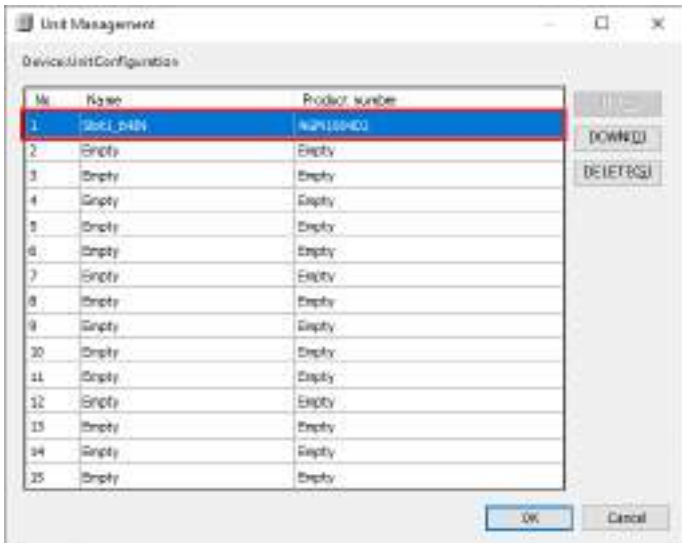 Unit Management
Device:UnitConfiguration
No. Name Product number
1
2 Empty Empty
3 Empty Empty
4 Empty Empty
5 Empty Empty
6 Empty Empty
7 Empty Empty
8 Empty Empty
9 Empty Empty
10 Empty Empty
11 Empty Empty
12 Empty Empty
13 Empty Empty
14 Empty Empty
15 Empty Empty
DOWN(D)
DELETE(G)
OK Cancel